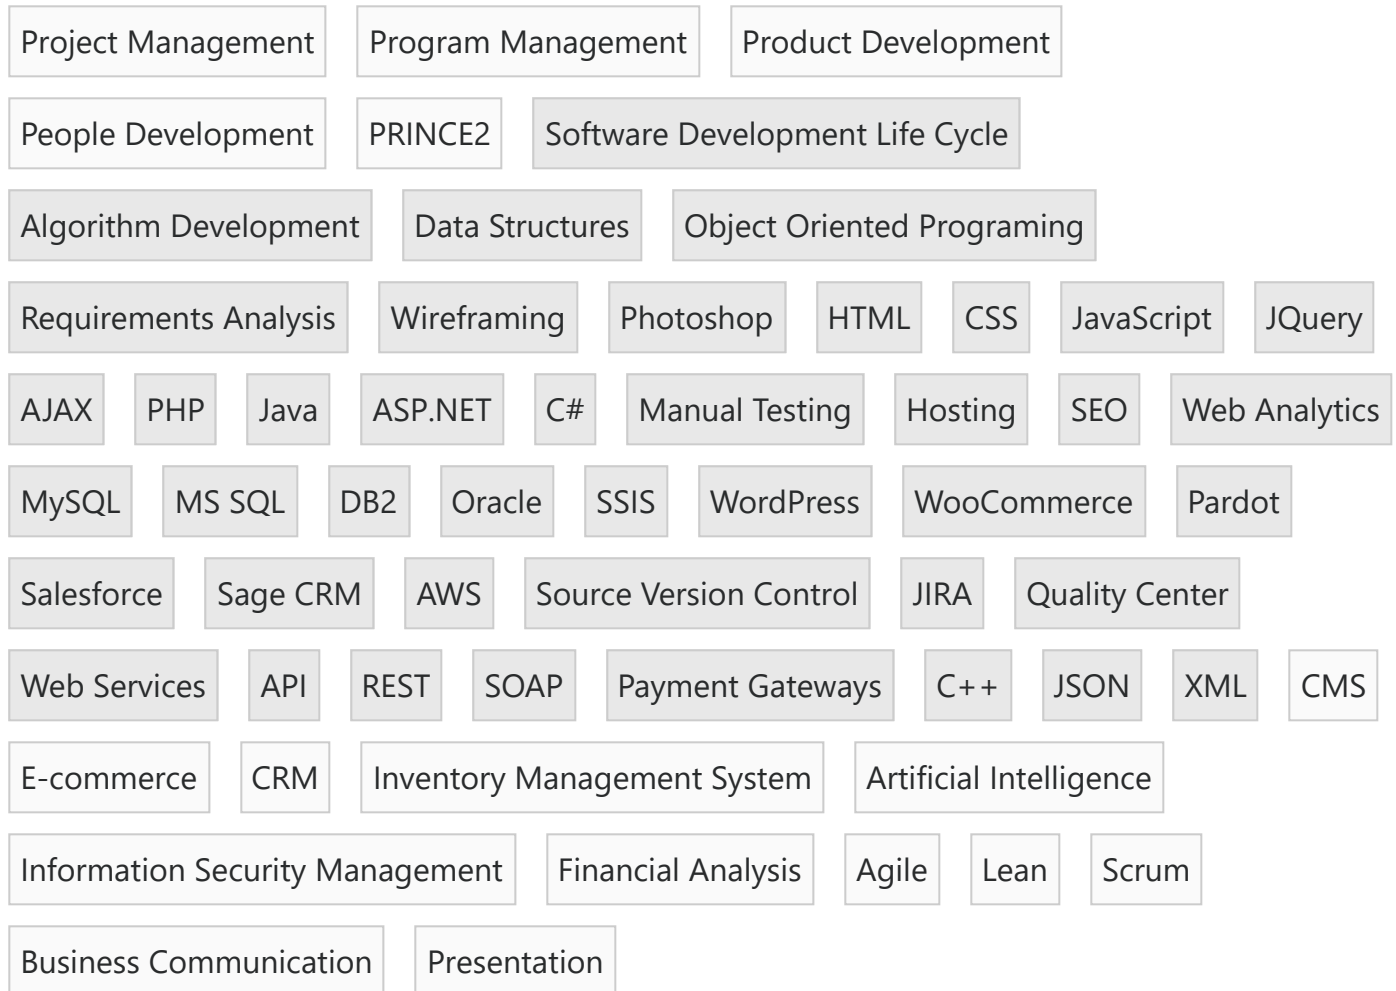 Project Management Program Management Product Development
People Development PRINCE2 Software Development Life Cycle
Algorithm Development Data Structures Object Oriented Programing
Requirements Analysis Wireframing Photoshop HTML CSS JavaScript JQuery
AJAX PHP Java ASP.NET C# Manual Testing Hosting SEO Web Analytics
MySQL MS SQL DB2 Oracle SSIS WordPress WooCommerce Pardot
Salesforce Sage CRM AWS Source Version Control JIRA Quality Center
Web Services API REST SOAP Payment Gateways C++ JSON XML CMS
E-commerce CRM Inventory Management System Artificial Intelligence
Information Security Management Financial Analysis Agile Lean Scrum
Business Communication Presentation